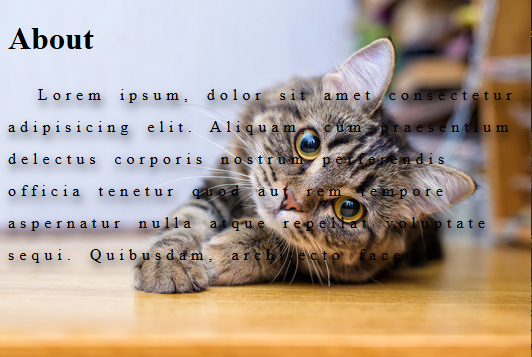 About
Lorem ipsum, dolor sit amet consectetur
adipisicing elit. Aliquam, cum praesentium
delectus corporis nostrum perferendis
officia tenetur quod aut rem tempore
aspernatur nulla atque repellat voluptate
sequi. Quibusdam, architecto